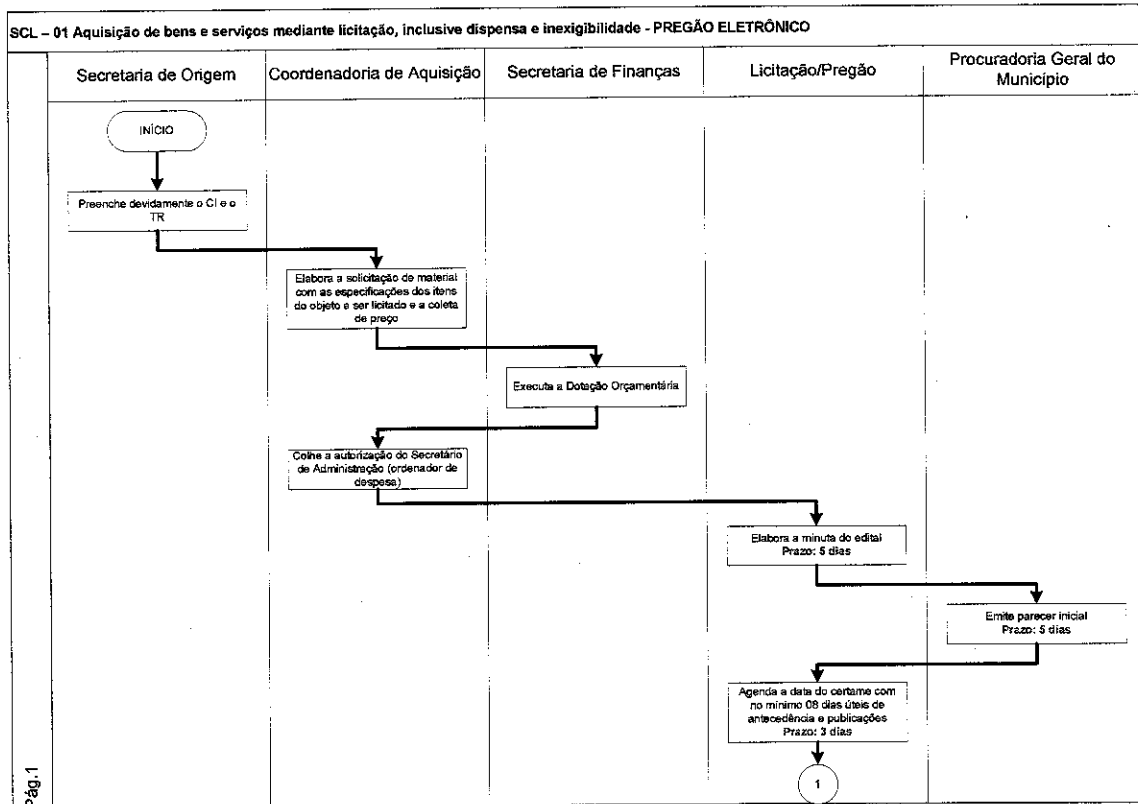 SCL – 01 Aquisição de bens e serviços mediante licitação, inclusive dispensa e inexigibilidade - PREGÃO ELETRÔNICO
Secretaria de Origem
Coordenadoria de Aquisição
Secretaria de Finanças
Licitação/Pregão
Procuradoria Geral do
Município
INÍCIO
Preenche devidamente o CI e o
TR
Elabora a solicitação de material
com as especificações dos itens
do objeto e ser licitado e a coleta
de preço
Executa a Dotação Orçamentária
Colhe a autorização do Secretário
de Administração (ordenador de
despesa)
Elabora a minuta do edital
Prazo: 5 dias
Emite parecer inicial
Prazo: 5 dias
Agenda a data do certame com
no mínimo 08 dias úteis de
antecedência e publicações
Prazo: 3 dias
1
Pág.1